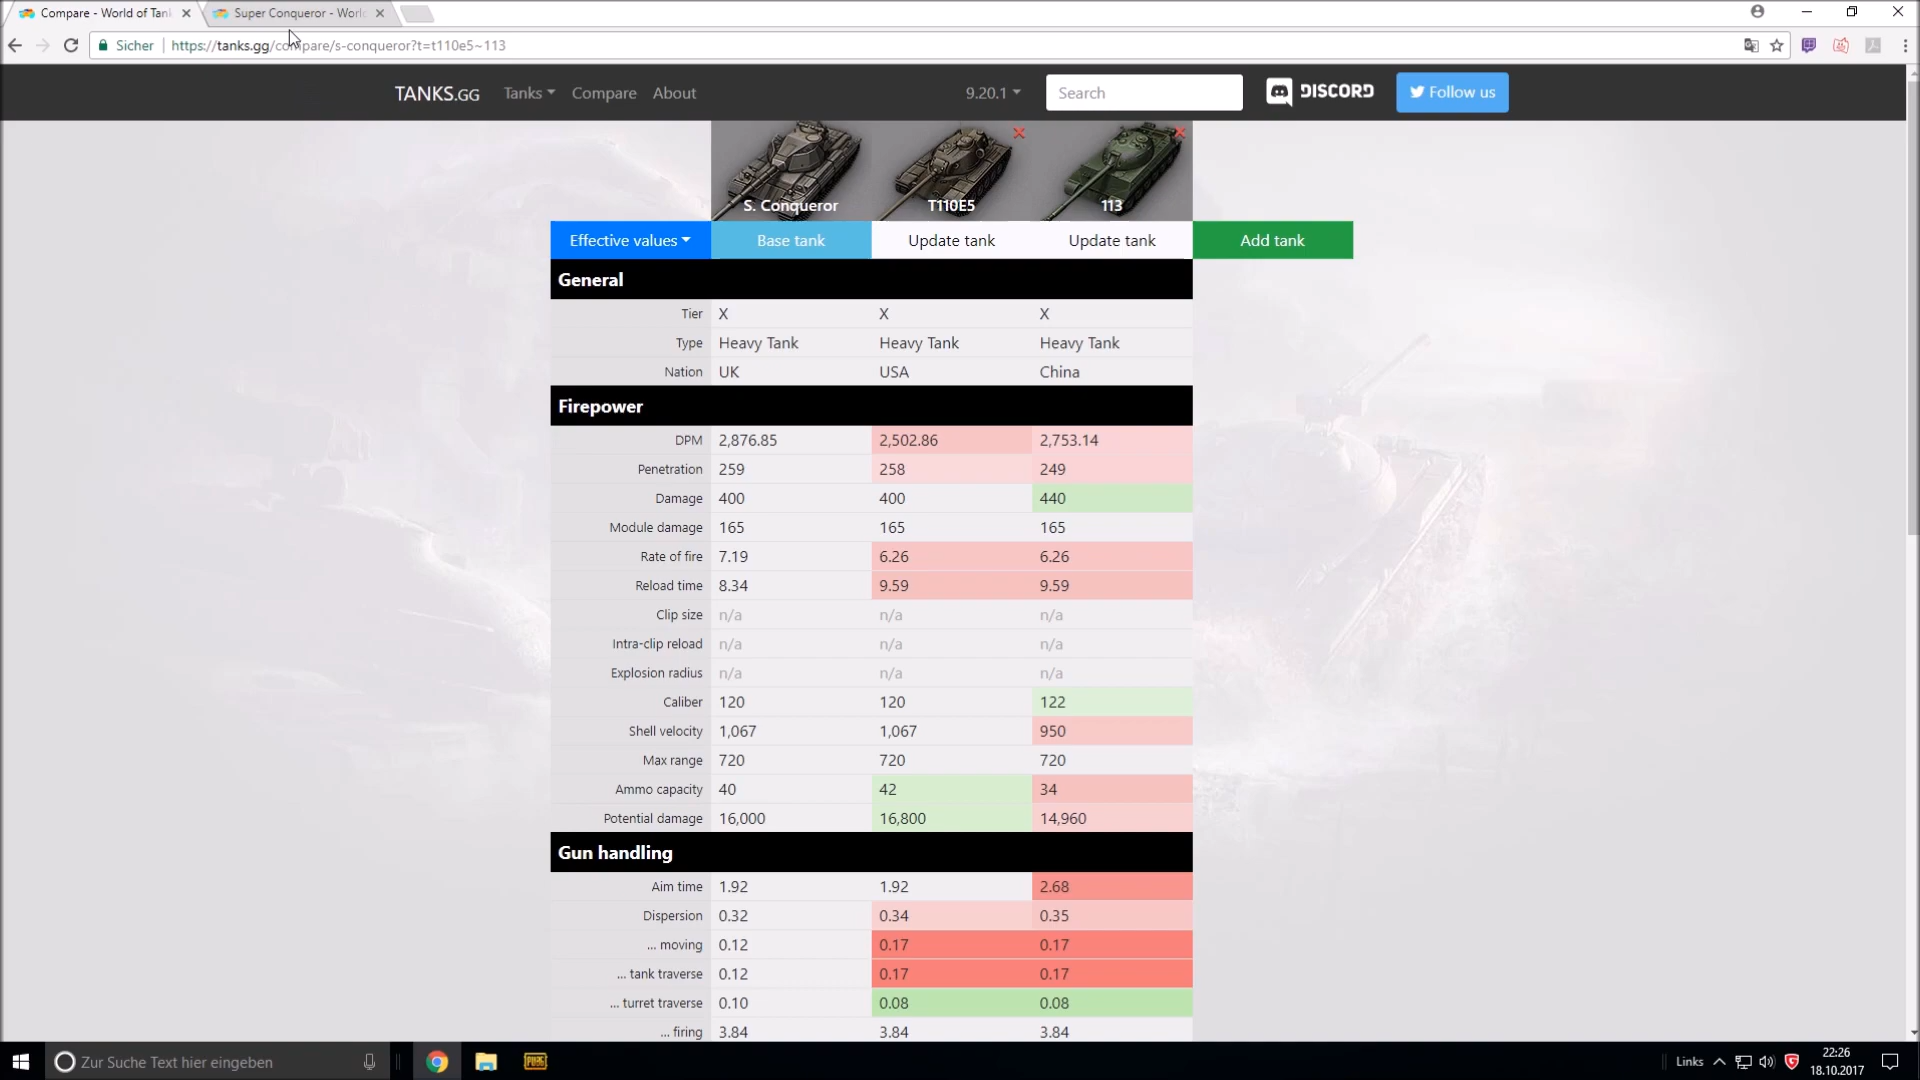 Compare - World of Tan
Super Conqueror - Worl
Sicher
https://tanks.gg/compare/s-conqueror?t=t110e5~113
TANKS.GG
Tanks
Compare
About
9.20.1
Search
DISCORD
Follow us
S. Conqueror T110E5 113
Effective values Base tank Update tank Update tank Add tank
General
Tier X X X
Type Heavy Tank Heavy Tank Heavy Tank
Nation UK USA China
Firepower
DPM 2,876.85 2,502.86 2,753.14
Penetration 259 258 249
Damage 400 400 440
Module damage 165 165 165
Rate of fire 7.19 6.26 6.26
Reload time 8.34 9.59 9.59
Clip size n/a n/a n/a
Intra-clip reload n/a n/a n/a
Explosion radius n/a n/a n/a
Caliber 120 120 122
Shell velocity 1,067 1,067 950
Max range 720 720 720
Ammo capacity 40 42 34
Potential damage 16,000 16,800 14,960
Gun handling
Aim time 1.92 1.92 2.68
Dispersion 0.32 0.34 0.35
... moving 0.12 0.17 0.17
... tank traverse 0.12 0.17 0.17
... turret traverse 0.10 0.08 0.08
... firing 3.84 3.84 3.84
Zur Suche Text hier eingeben
PUBG
Links
22:26
18.10.2017